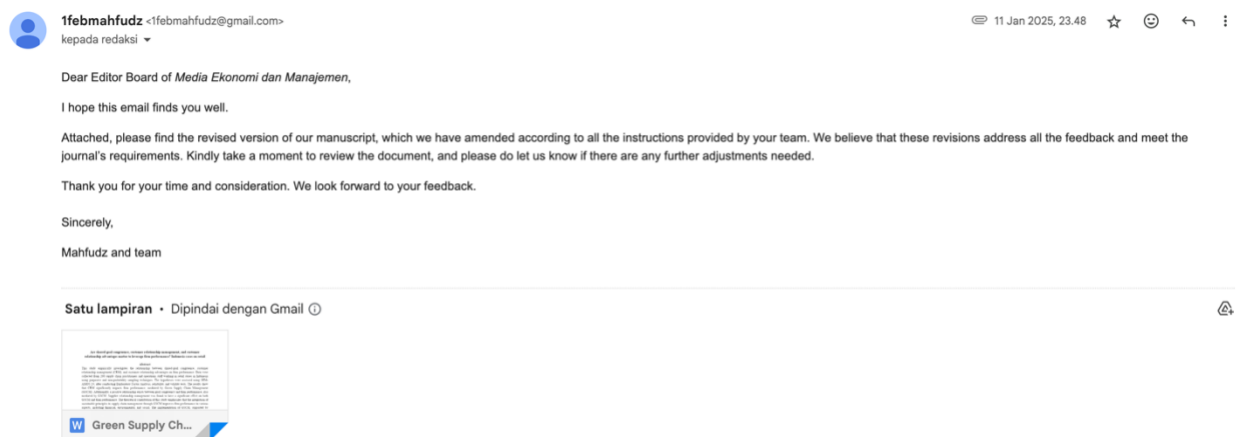 1febmahfudz <1febmahfudz@gmail.com>
11 Jan 2025, 23.48
kepada redaksi
Dear Editor Board of Media Ekonomi dan Manajemen,
I hope this email finds you well.
Attached, please find the revised version of our manuscript, which we have amended according to all the instructions provided by your team. We believe that these revisions address all the feedback and meet the
journal's requirements. Kindly take a moment to review the document, and please do let us know if there are any further adjustments needed.
Thank you for your time and consideration. We look forward to your feedback.
Sincerely,
Mahfudz and team
Satu lampiran • Dipindai dengan Gmail
W Green Supply Ch...